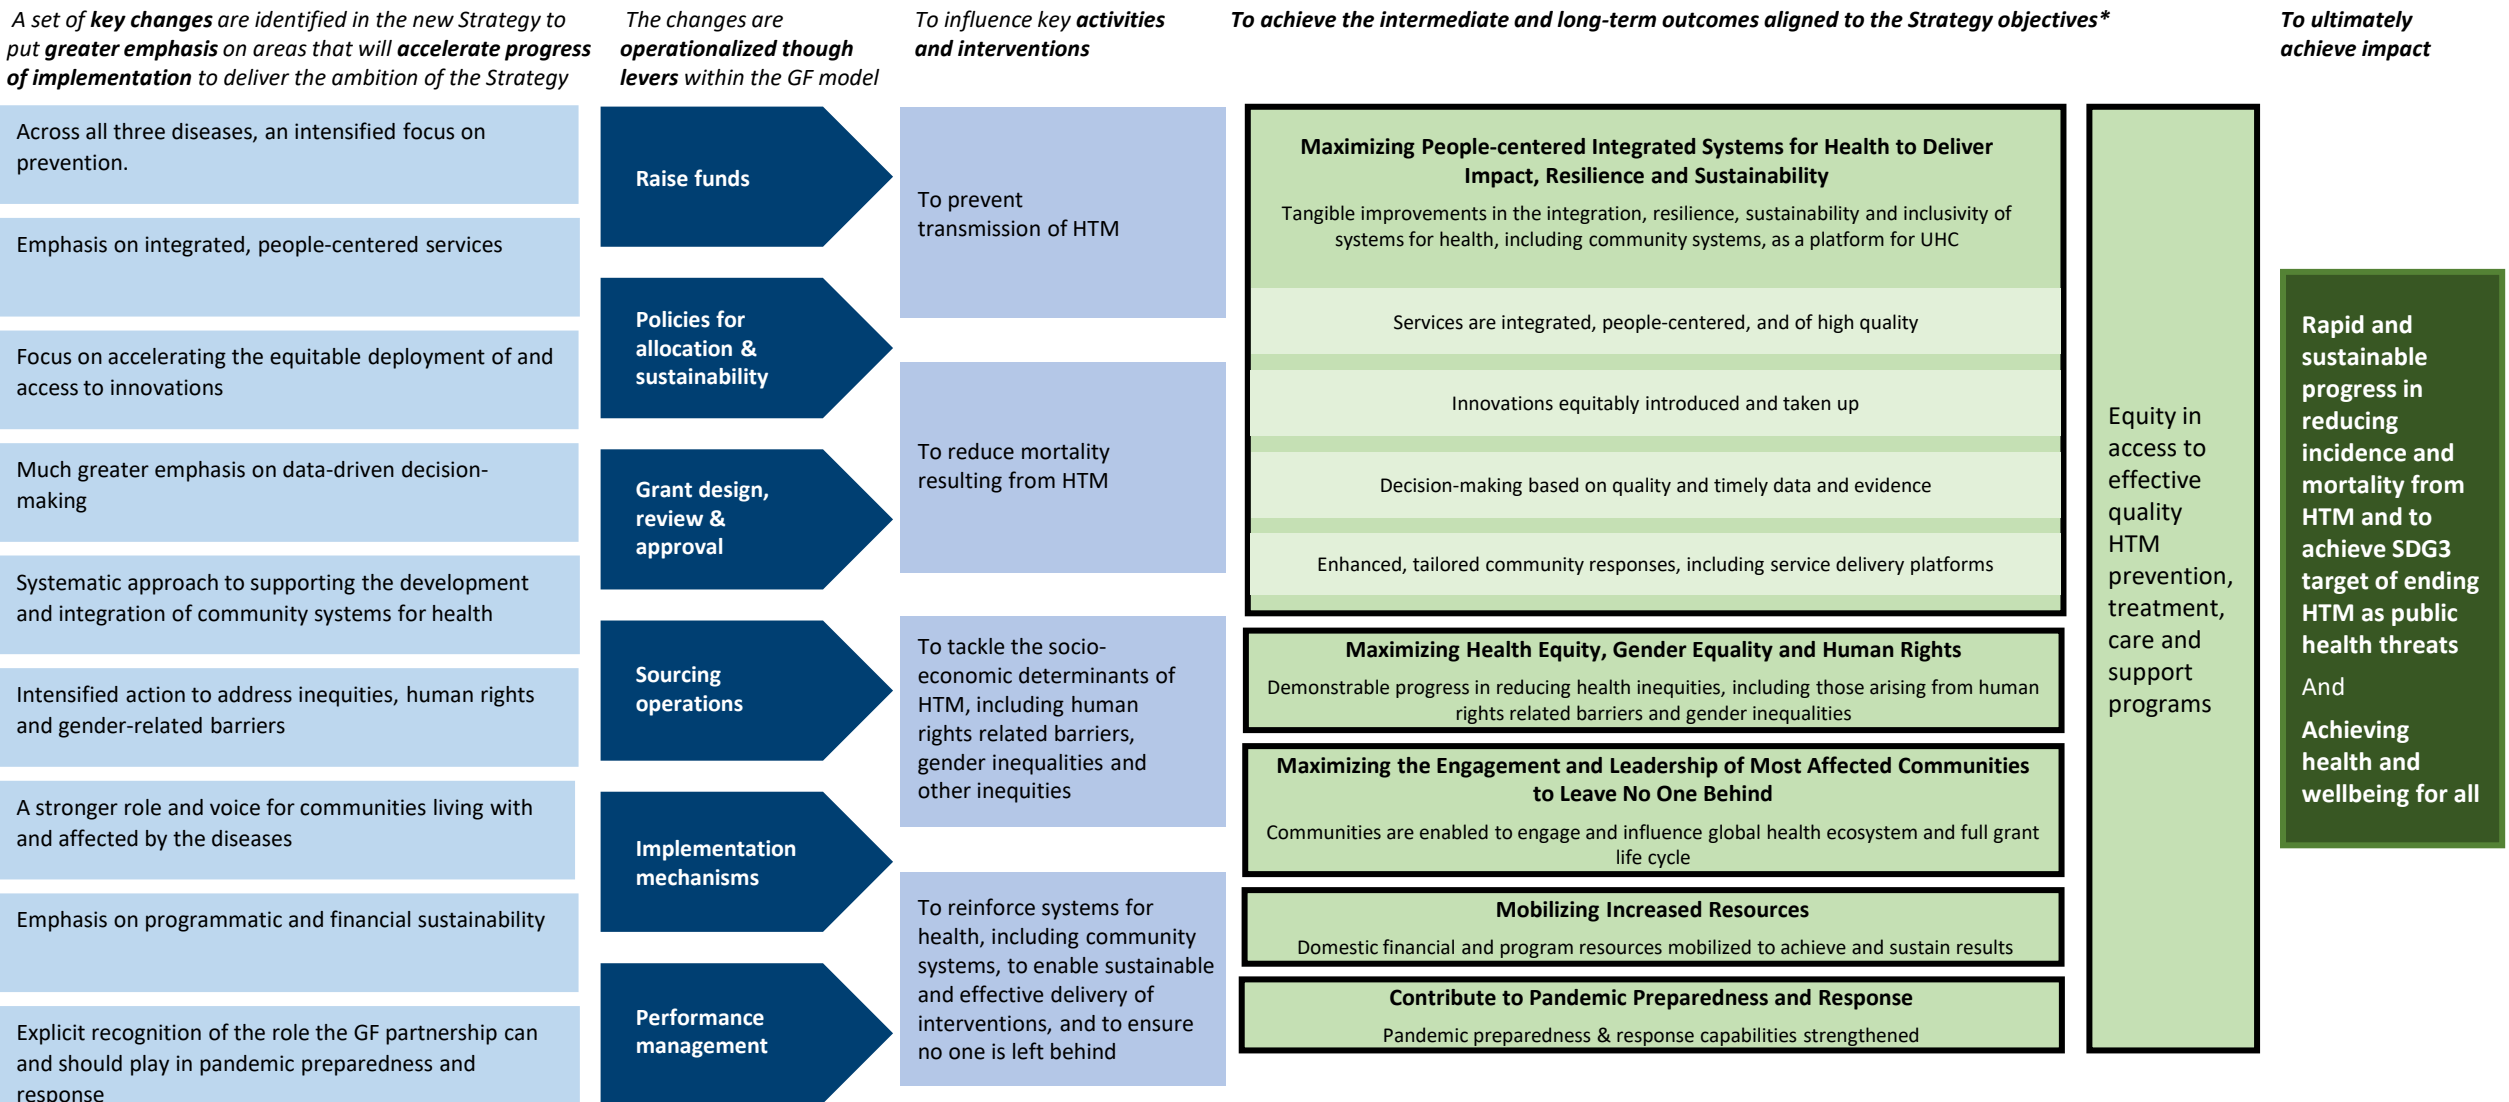 A set of key changes are identified in the new Strategy to
put greater emphasis on areas that will accelerate progress
of implementation to deliver the ambition of the Strategy
The changes are
operationalized though
levers within the GF model
To influence key activities
and interventions
To achieve the intermediate and long-term outcomes aligned to the Strategy objectives*
To ultimately
achieve impact
Across all three diseases, an intensified focus on
prevention.
Emphasis on integrated, people-centered services
Focus on accelerating the equitable deployment of and
access to innovations
Much greater emphasis on data-driven decision-
making
Systematic approach to supporting the development
and integration of community systems for health
Intensified action to address inequities, human rights
and gender-related barriers
A stronger role and voice for communities living with
and affected by the diseases
Emphasis on programmatic and financial sustainability
Explicit recognition of the role the GF partnership can
and should play in pandemic preparedness and
response
Raise funds
Policies for
allocation &
sustainability
Grant design,
review &
approval
Sourcing
operations
Implementation
mechanisms
Performance
management
To prevent
transmission of HTM
To reduce mortality
resulting from HTM
To tackle the socio-
economic determinants of
HTM, including human
rights related barriers,
gender inequalities and
other inequities
To reinforce systems for
health, including community
systems, to enable sustainable
and effective delivery of
interventions, and to ensure
no one is left behind
Maximizing People-centered Integrated Systems for Health to Deliver
Impact, Resilience and Sustainability
Tangible improvements in the integration, resilience, sustainability and inclusivity of
systems for health, including community systems, as a platform for UHC
Services are integrated, people-centered, and of high quality
Innovations equitably introduced and taken up
Decision-making based on quality and timely data and evidence
Enhanced, tailored community responses, including service delivery platforms
Maximizing Health Equity, Gender Equality and Human Rights
Demonstrable progress in reducing health inequities, including those arising from human
rights related barriers and gender inequalities
Maximizing the Engagement and Leadership of Most Affected Communities
to Leave No One Behind
Communities are enabled to engage and influence global health ecosystem and full grant
life cycle
Mobilizing Increased Resources
Domestic financial and program resources mobilized to achieve and sustain results
Contribute to Pandemic Preparedness and Response
Pandemic preparedness & response capabilities strengthened
Equity in
access to
effective
quality
HTM
prevention,
treatment,
care and
support
programs
Rapid and
sustainable
progress in
reducing
incidence and
mortality from
HTM and to
achieve SDG3
target of ending
HTM as public
health threats
And
Achieving
health and
wellbeing for all